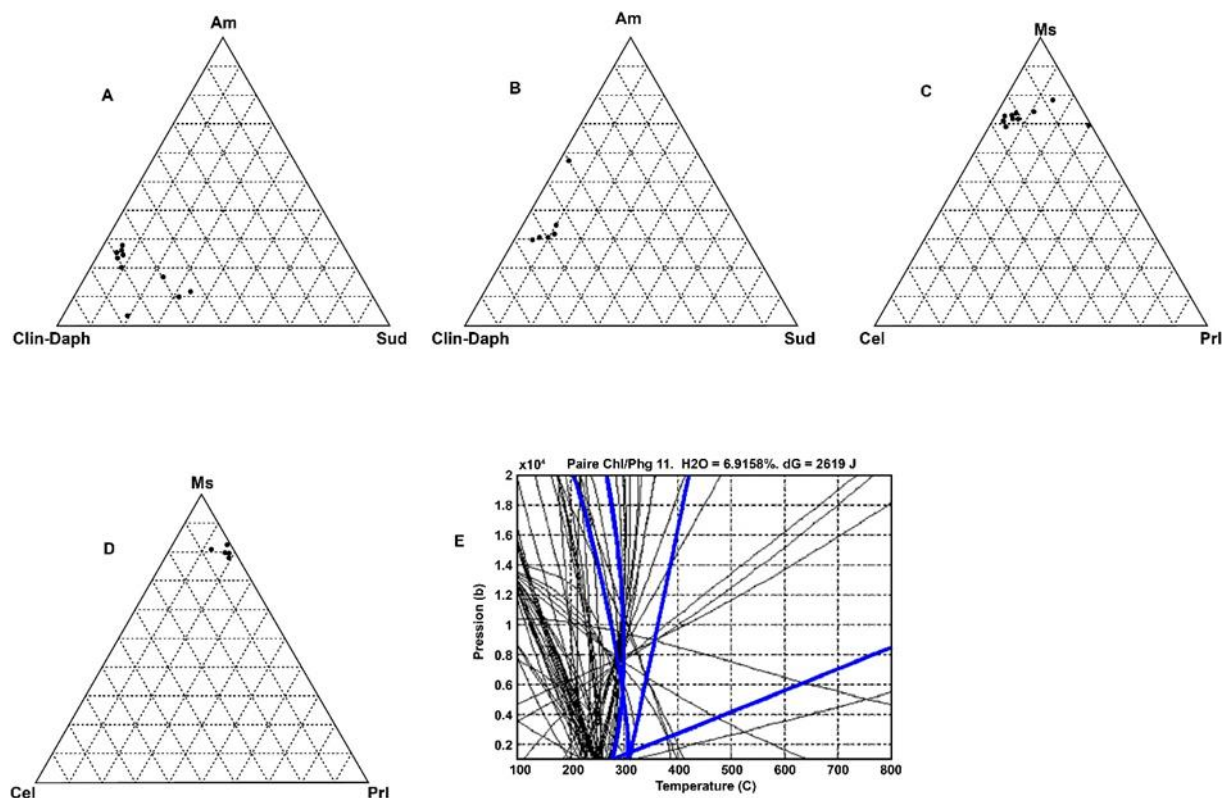 Am
A
Clin-Daph
Sud
Am
B
Clin-Daph
Sud
Ms
C
Cel
Prl
Ms
D
Cel
Prl
x10⁴ Paire Chl/Phg 11. H2O = 6.9158%. dG = 2619 J
E
Pression (b)
2
1.8
1.6
1.4
1.2
1
0.8
0.6
0.4
0.2
100 200 300 400 500 600 700 800
Temperature (C)